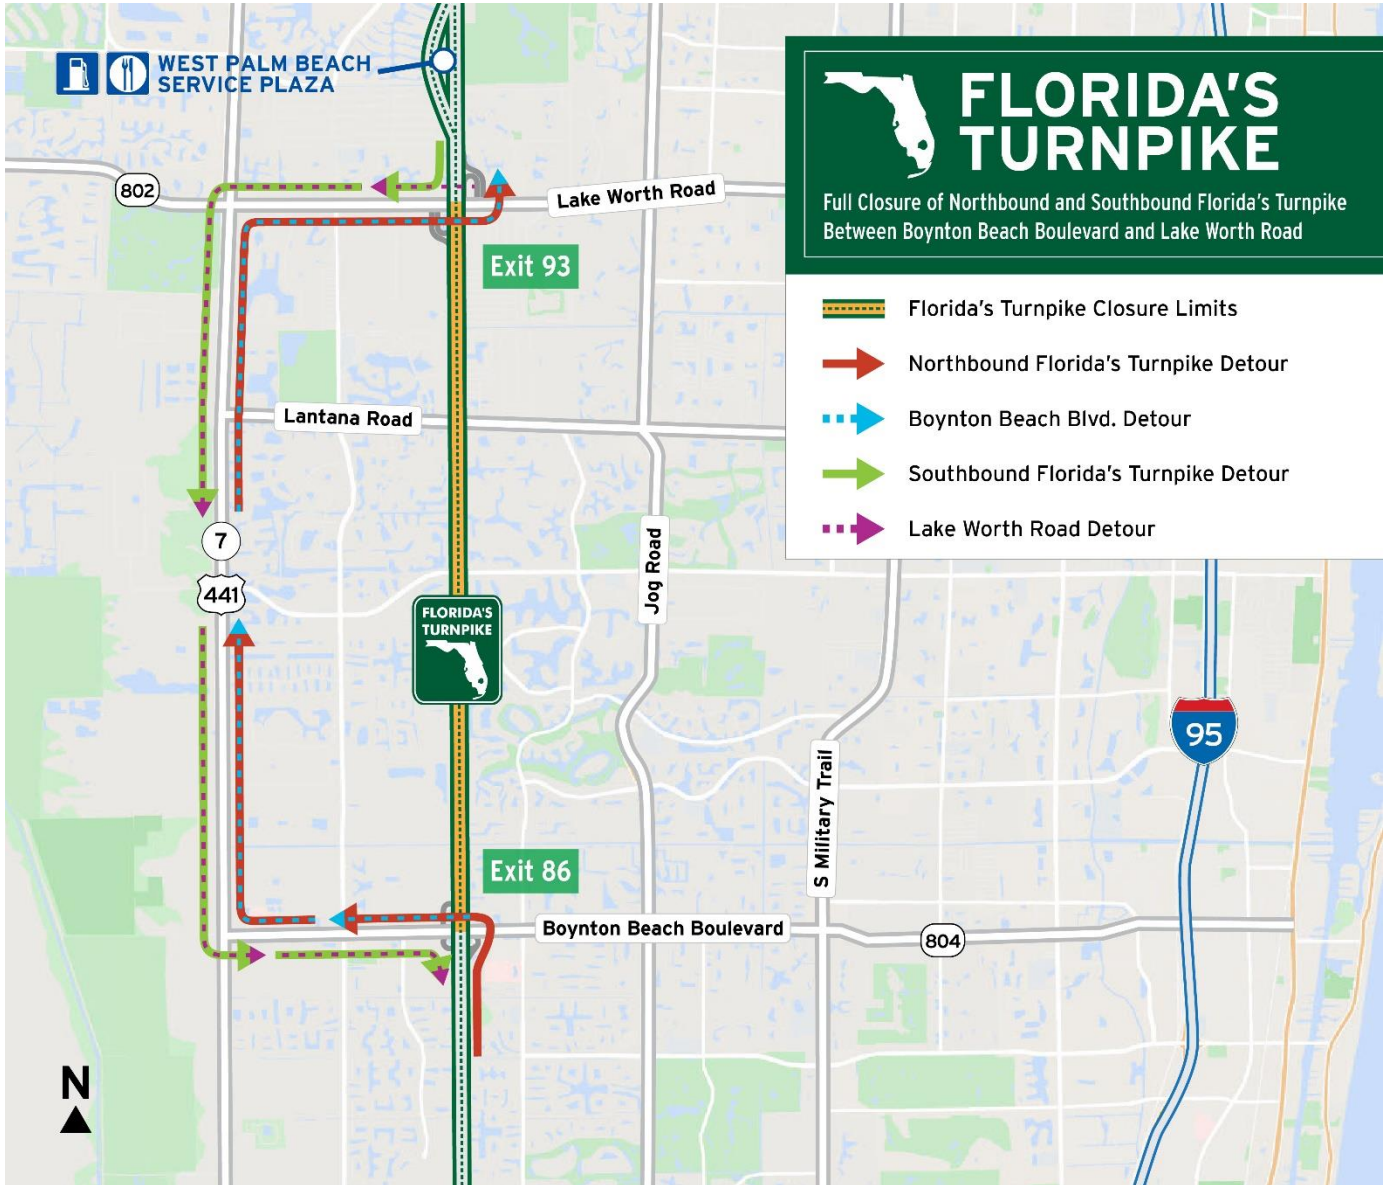 WEST PALM BEACH
SERVICE PLAZA
FLORIDA'S
TURNPIKE
Full Closure of Northbound and Southbound Florida's Turnpike
Between Boynton Beach Boulevard and Lake Worth Road
Florida's Turnpike Closure Limits
Northbound Florida's Turnpike Detour
Boynton Beach Blvd. Detour
Southbound Florida's Turnpike Detour
Lake Worth Road Detour
802
Lake Worth Road
Exit 93
Lantana Road
7
441
Jog Road
FLORIDA'S
TURNPIKE
95
S Military Trail
Exit 86
Boynton Beach Boulevard
804
N